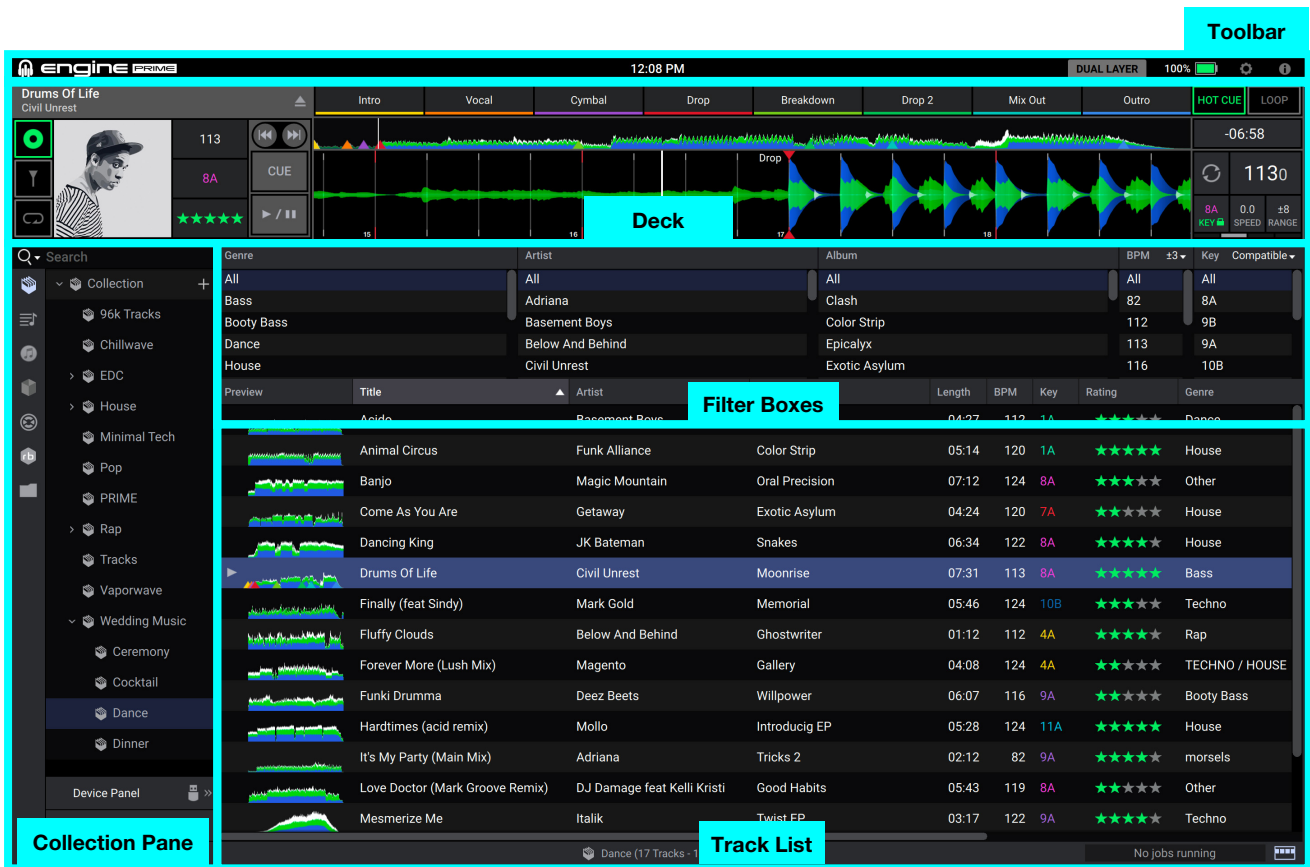 Toolbar
engine PRIME 12:08 PM DUAL LAYER 100%
Drums Of Life
Civil Unrest
Intro Vocal Cymbal Drop Breakdown Drop 2 Mix Out Outro HOT CUE LOOP
113 -06:58
8A CUE Drop 1130
8A 0.0 ±8
KEY SPEED RANGE
15 16 17 18
Deck
Search Genre Artist Album BPM ±3 Key Compatible
Collection All All All All All
Bass Adriana Clash 82 8A
96k Tracks Booty Bass Basement Boys Color Strip 112 9B
Chillwave Dance Below And Behind Epicalyx 113 9A
EDC House Civil Unrest Exotic Asylum 116 10B
Preview Title Artist Length BPM Key Rating Genre
Filter Boxes
House Acido Basement Boys 04:27 112 1A Dance
Minimal Tech Animal Circus Funk Alliance Color Strip 05:14 120 1A House
Pop Banjo Magic Mountain Oral Precision 07:12 124 8A Other
PRIME Come As You Are Getaway Exotic Asylum 04:24 120 7A House
Rap Dancing King JK Bateman Snakes 06:34 122 8A House
Tracks Drums Of Life Civil Unrest Moonrise 07:31 113 8A Bass
Vaporwave Finally (feat Sindy) Mark Gold Memorial 05:46 124 10B Techno
Wedding Music Fluffy Clouds Below And Behind Ghostwriter 01:12 112 4A Rap
Ceremony Forever More (Lush Mix) Magento Gallery 04:08 124 4A TECHNO / HOUSE
Cocktail Funki Drumma Deez Beets Willpower 06:07 116 9A Booty Bass
Dance Hardtimes (acid remix) Mollo Introducig EP 05:28 124 11A House
Dinner It's My Party (Main Mix) Adriana Tricks 2 02:12 82 9A morsels
Device Panel Love Doctor (Mark Groove Remix) DJ Damage feat Kelli Kristi Good Habits 05:43 119 8A Other
Mesmerize Me Italik Twist EP 03:17 122 9A Techno
Collection Pane Track List
Dance (17 Tracks - 1 No jobs running